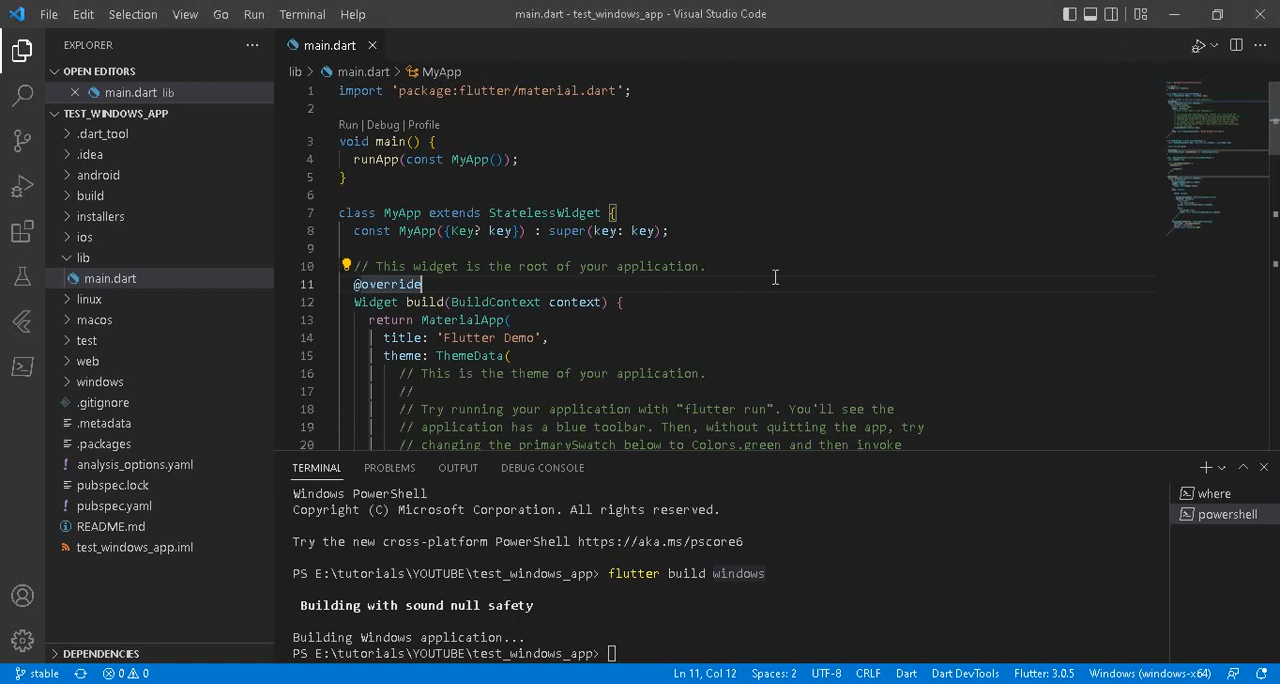 File Edit Selection View Go Run Terminal Help main.dart - test_windows_app - Visual Studio Code
EXPLORER
OPEN EDITORS
main.dart lib
TEST_WINDOWS_APP
.dart_tool
.idea
android
build
installers
ios
lib
main.dart
linux
macos
test
web
windows
.gitignore
.metadata
.packages
! analysis_options.yaml
pubspec.lock
! pubspec.yaml
README.md
test_windows_app.iml
DEPENDENCIES
main.dart
lib > main.dart > MyApp
1 import 'package:flutter/material.dart';
2
Run | Debug | Profile
3 void main() {
4 runApp(const MyApp());
5 }
6
7 class MyApp extends StatelessWidget {
8 const MyApp({Key? key}) : super(key: key);
9
10 // This widget is the root of your application.
11 @override
12 Widget build(BuildContext context) {
13 return MaterialApp(
14 title: 'Flutter Demo',
15 theme: ThemeData(
16 // This is the theme of your application.
17 //
18 // Try running your application with "flutter run". You'll see the
19 // application has a blue toolbar. Then, without quitting the app, try
20 // changing the primarySwatch below to Colors.green and then invoke
TERMINAL PROBLEMS OUTPUT DEBUG CONSOLE
Windows PowerShell
Copyright (C) Microsoft Corporation. All rights reserved.
Try the new cross-platform PowerShell https://aka.ms/pscore6
PS E:\tutorials\YOUTUBE\test_windows_app> flutter build windows
Building with sound null safety
Building Windows application...
PS E:\tutorials\YOUTUBE\test_windows_app>
where
powershell
stable 0 0 Ln 11, Col 12 Spaces: 2 UTF-8 CRLF Dart Dart DevTools Flutter: 3.0.5 Windows (windows-x64)